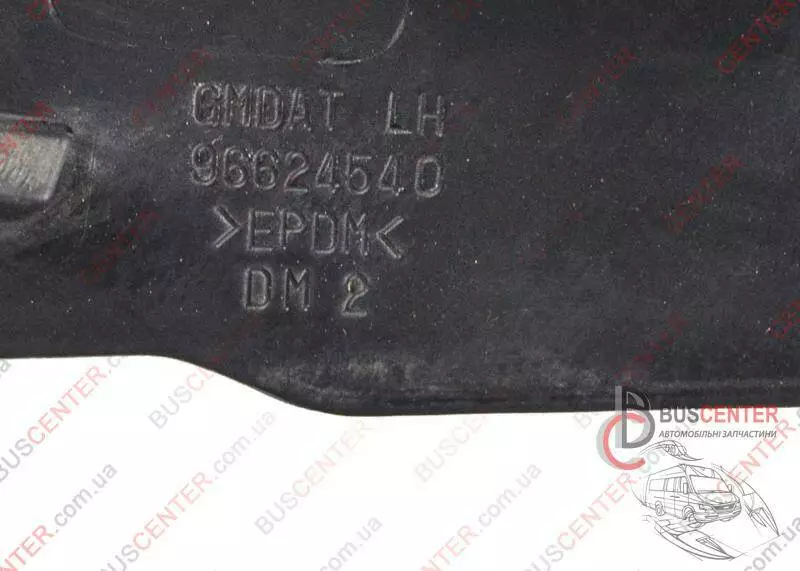 GMDAT LH
96624540
>EPDM<
DM 2
BUSCENTER
АВТОМОБІЛЬНІ ЗАПЧАСТИНИ
BUSCENTER.com.ua